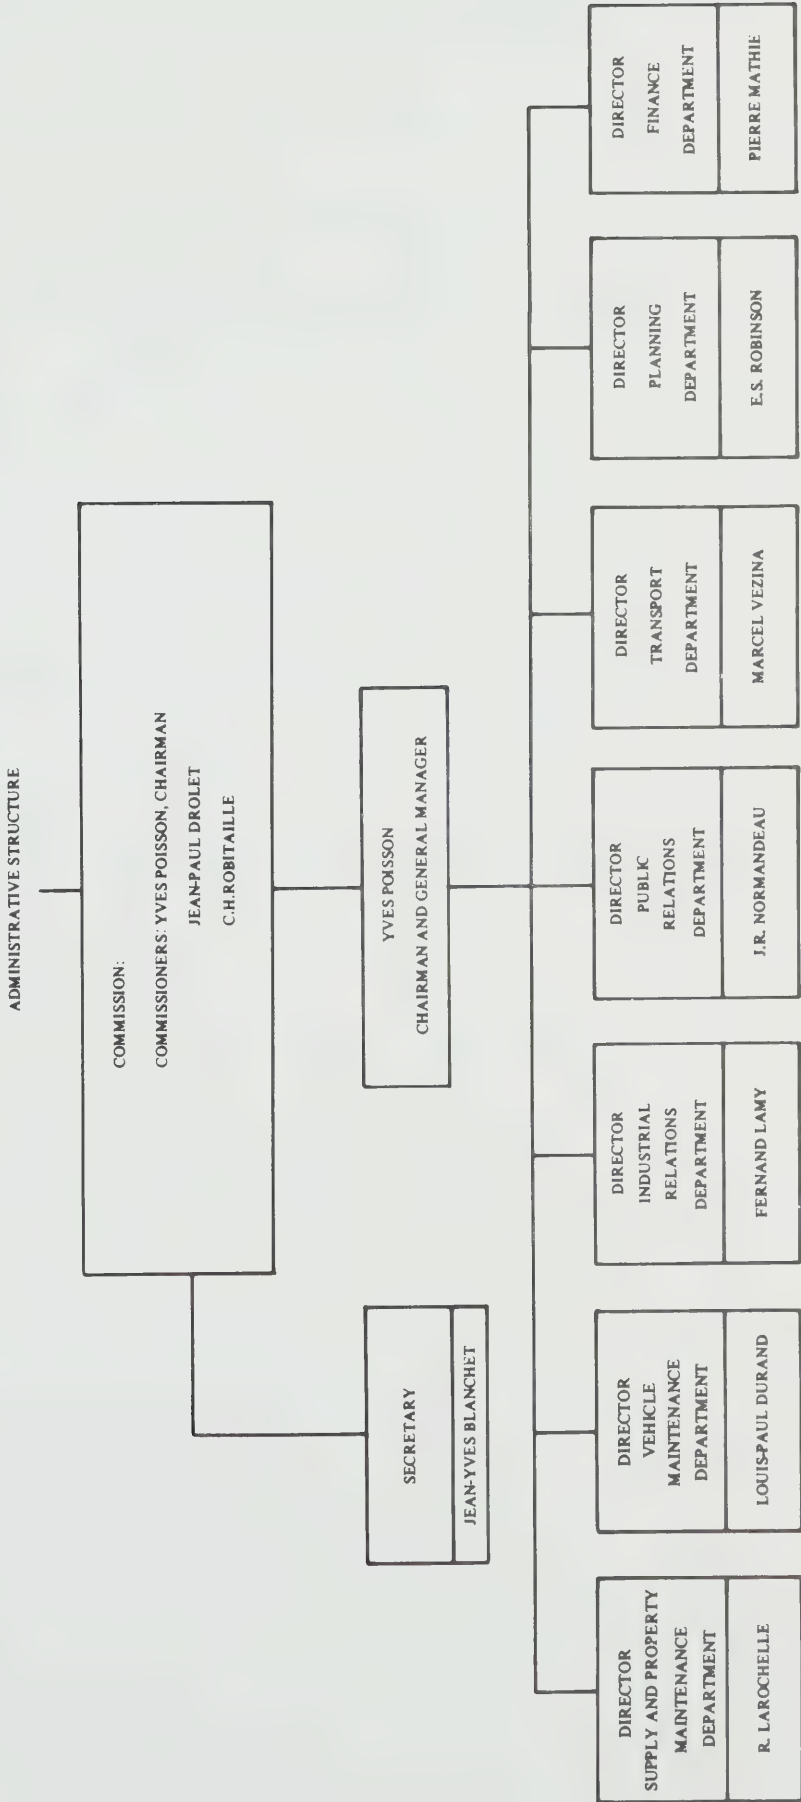 ADMINISTRATIVE STRUCTURE
COMMISSION:
COMMISSIONERS: YVES POISSON, CHAIRMAN
JEAN-PAUL DROLET
C.H.ROBITAILLE
SECRETARY
JEAN-YVES BLANCHET
YVES POISSON
CHAIRMAN AND GENERAL MANAGER
DIRECTOR
SUPPLY AND PROPERTY
MAINTENANCE
DEPARTMENT
R. LAROCHELLE
DIRECTOR
VEHICLE
MAINTENANCE
DEPARTMENT
LOUIS-PAUL DURAND
DIRECTOR
INDUSTRIAL
RELATIONS
DEPARTMENT
FERNAND LAMY
DIRECTOR
PUBLIC
RELATIONS
DEPARTMENT
J.R. NORMANDEAU
DIRECTOR
TRANSPORT
DEPARTMENT
MARCEL VEZINA
DIRECTOR
PLANNING
DEPARTMENT
E.S. ROBINSON
DIRECTOR
FINANCE
DEPARTMENT
PIERRE MATHIE